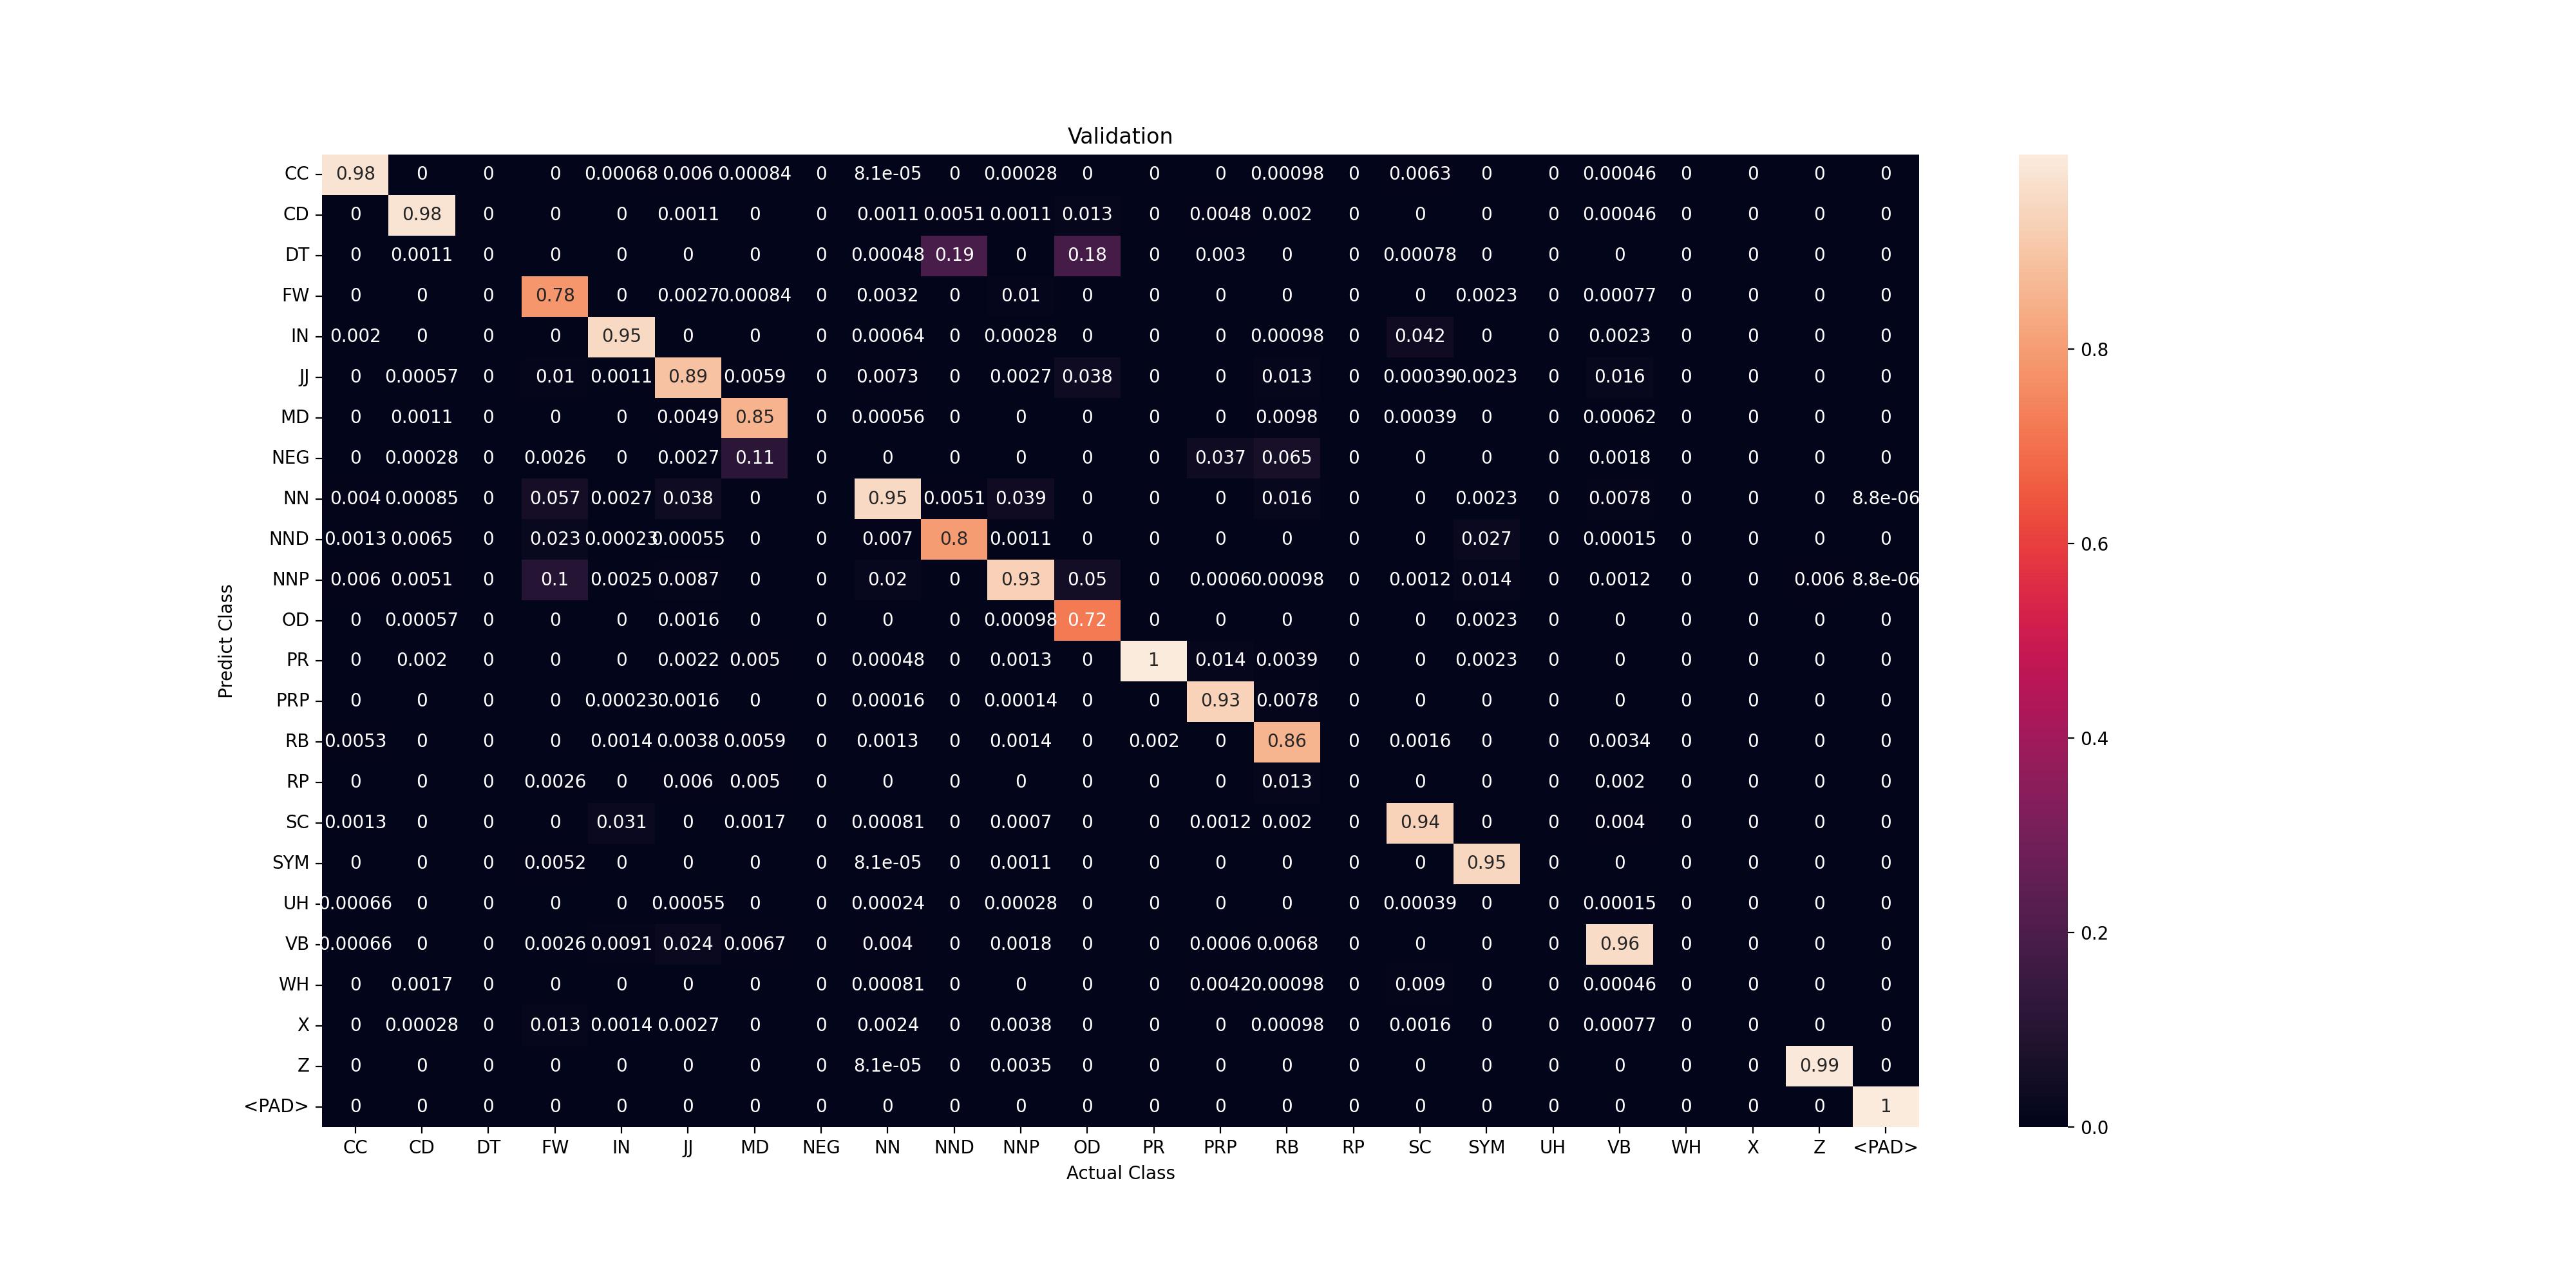 Validation
CC 0.98 0 0 0 0.00068 0.006 0.00084 0 8.1e-05 0 0.00028 0 0 0 0.00098 0 0.0063 0 0 0.00046 0 0 0 0
CD 0 0.98 0 0 0 0.0011 0 0 0.0011 0.0051 0.0011 0.013 0 0.0048 0.002 0 0 0 0 0.00046 0 0 0 0
DT 0 0.0011 0 0 0 0 0 0 0.00048 0.19 0 0.18 0 0.003 0 0 0.00078 0 0 0 0 0 0 0
0.8
FW 0 0 0 0.78 0 0.0027 0.00084 0 0.0032 0 0.01 0 0 0 0 0 0 0.0023 0 0.00077 0 0 0 0
IN 0.002 0 0 0 0.95 0 0 0 0.00064 0 0.00028 0 0 0 0.00098 0 0.042 0 0 0.0023 0 0 0 0
JJ 0 0.00057 0 0.01 0.0011 0.89 0.0059 0 0.0073 0 0.0027 0.038 0 0 0.013 0 0.00039 0.0023 0 0.016 0 0 0 0
MD 0 0.0011 0 0 0 0.0049 0.85 0 0.00056 0 0 0 0 0 0.0098 0 0.00039 0 0 0.00062 0 0 0 0
NEG 0 0.00028 0 0.0026 0 0.0027 0.11 0 0 0 0 0 0 0.037 0.065 0 0 0 0 0.0018 0 0 0 0
NN 0.004 0.00085 0 0.057 0.0027 0.038 0 0 0.95 0.0051 0.039 0 0 0 0.016 0 0 0.0023 0 0.0078 0 0 0 8.8e-06
0.6
NND 0.0013 0.0065 0 0.023 0.00023 0.00055 0 0 0.007 0.8 0.0011 0 0 0 0 0 0 0.027 0 0.00015 0 0 0 0
NNP 0.006 0.0051 0 0.1 0.0025 0.0087 0 0 0.02 0 0.93 0.05 0 0.0006 0.00098 0 0.0012 0.014 0 0.0012 0 0 0.006 8.8e-06
OD 0 0.00057 0 0 0 0.0016 0 0 0 0 0.00098 0.72 0 0 0 0 0 0.0023 0 0 0 0 0 0
Predict Class
PR 0 0.002 0 0 0 0.0022 0.005 0 0.00048 0 0.0013 0 1 0.014 0.0039 0 0 0.0023 0 0 0 0 0 0
PRP 0 0 0 0 0.00023 0.0016 0 0 0.00016 0 0.00014 0 0 0.93 0.0078 0 0 0 0 0 0 0 0 0
RB 0.0053 0 0 0 0.0014 0.0038 0.0059 0 0.0013 0 0.0014 0 0.002 0 0.86 0 0.0016 0 0 0.0034 0 0 0 0
0.4
RP 0 0 0 0.0026 0 0.006 0.005 0 0 0 0 0 0 0 0.013 0 0 0 0 0.002 0 0 0 0
SC 0.0013 0 0 0 0.031 0 0.0017 0 0.00081 0 0.0007 0 0 0.0012 0.002 0 0.94 0 0 0.004 0 0 0 0
SYM 0 0 0 0.0052 0 0 0 0 8.1e-05 0 0.0011 0 0 0 0 0 0 0.95 0 0 0 0 0 0
UH 0.00066 0 0 0 0 0.00055 0 0 0.00024 0 0.00028 0 0 0 0 0 0.00039 0 0 0.00015 0 0 0 0
VB 0.00066 0 0 0.0026 0.0091 0.024 0.0067 0 0.004 0 0.0018 0 0 0.0006 0.0068 0 0 0 0 0.96 0 0 0 0
0.2
WH 0 0.0017 0 0 0 0 0 0 0.00081 0 0 0 0 0.0042 0.00098 0 0.009 0 0 0.00046 0 0 0 0
X 0 0.00028 0 0.013 0.0014 0.0027 0 0 0.0024 0 0.0038 0 0 0 0.00098 0 0.0016 0 0 0.00077 0 0 0 0
Z 0 0 0 0 0 0 0 0 8.1e-05 0 0.0035 0 0 0 0 0 0 0 0 0 0 0 0.99 0
<PAD> 0 0 0 0 0 0 0 0 0 0 0 0 0 0 0 0 0 0 0 0 0 0 0 1
0.0
CC CD DT FW IN JJ MD NEG NN NND NNP OD PR PRP RB RP SC SYM UH VB WH X Z <PAD>
Actual Class